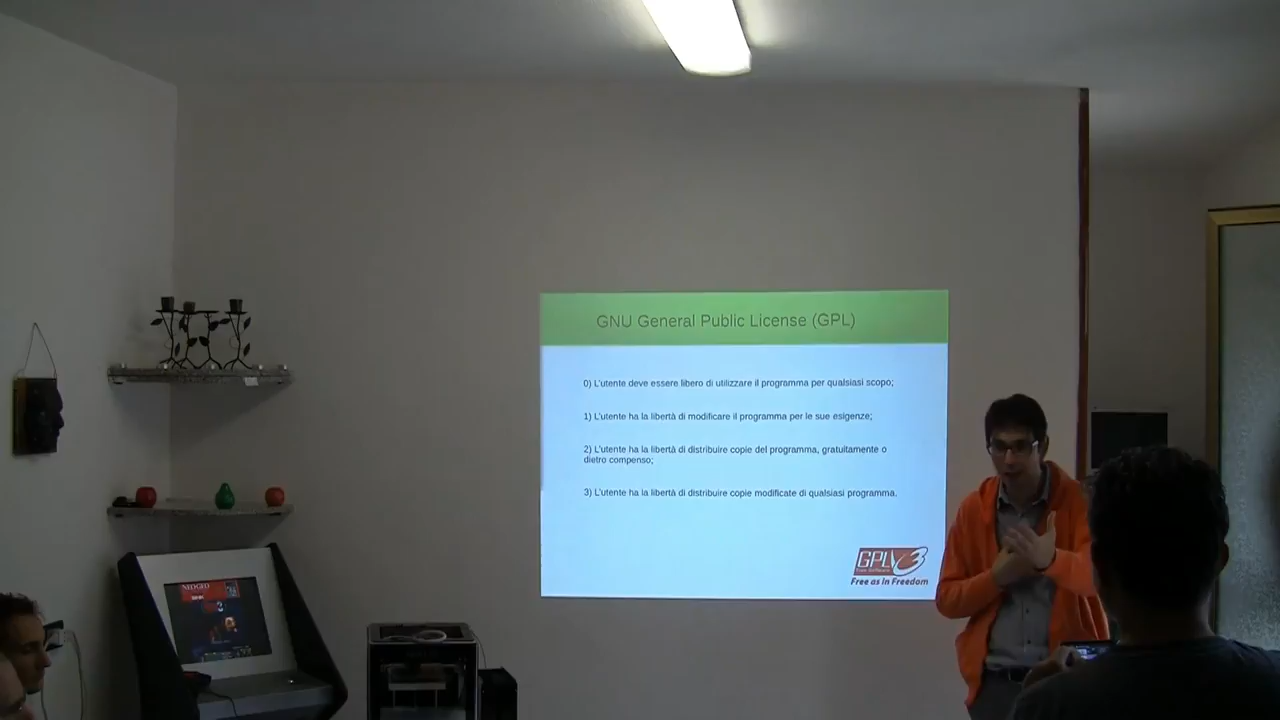 GNU General Public License (GPL)
0) L'utente deve essere libero di utilizzare il programma per qualsiasi scopo;
1) L'utente ha la libertà di modificare il programma per le sue esigenze;
2) L'utente ha la libertà di distribuire copie del programma, gratuitamente o
dietro compenso;
3) L'utente ha la libertà di distribuire copie modificate di qualsiasi programma.
GPLv3
Free Software
Free as in Freedom
NEOGEO